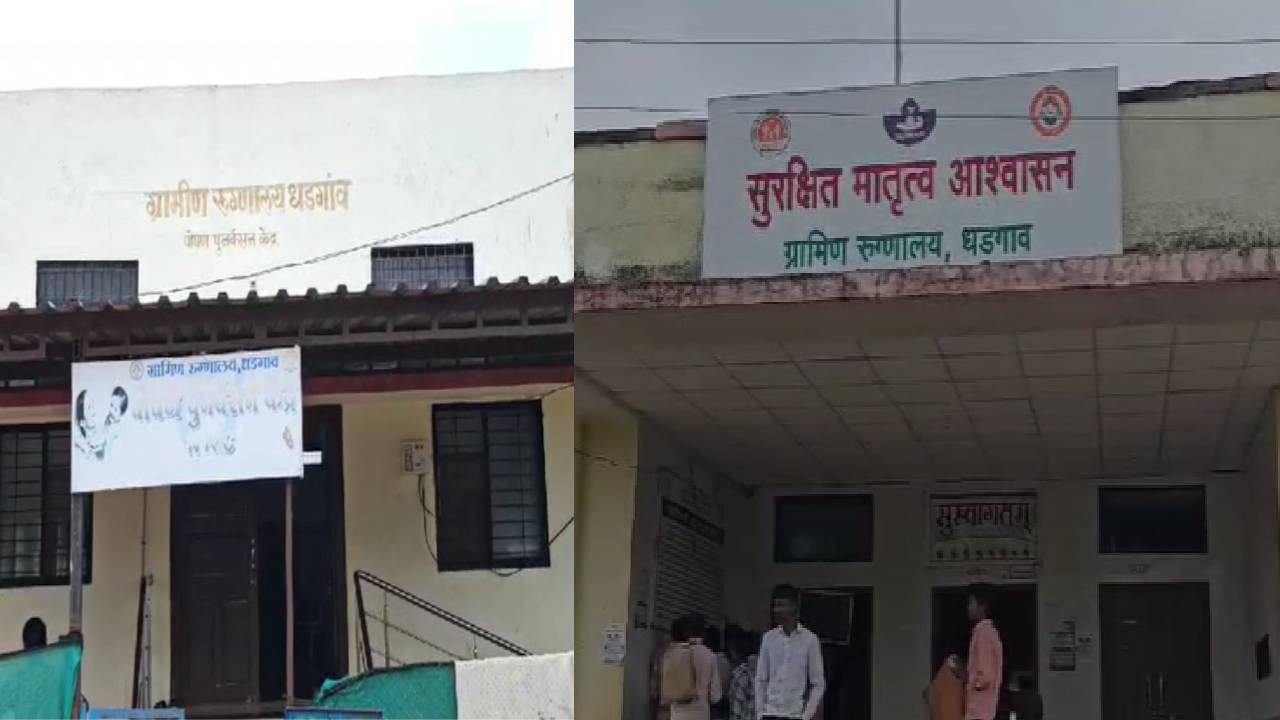 ग्रामीण रुग्णालय धडगांव
पोषण पुनर्वसन केंद्र
ग्रामिण रुग्णालय, धडगाव
सुरक्षित मातृत्व आश्वासन
ग्रामिण रुग्णालय, धडगाव
सुस्वागतम्